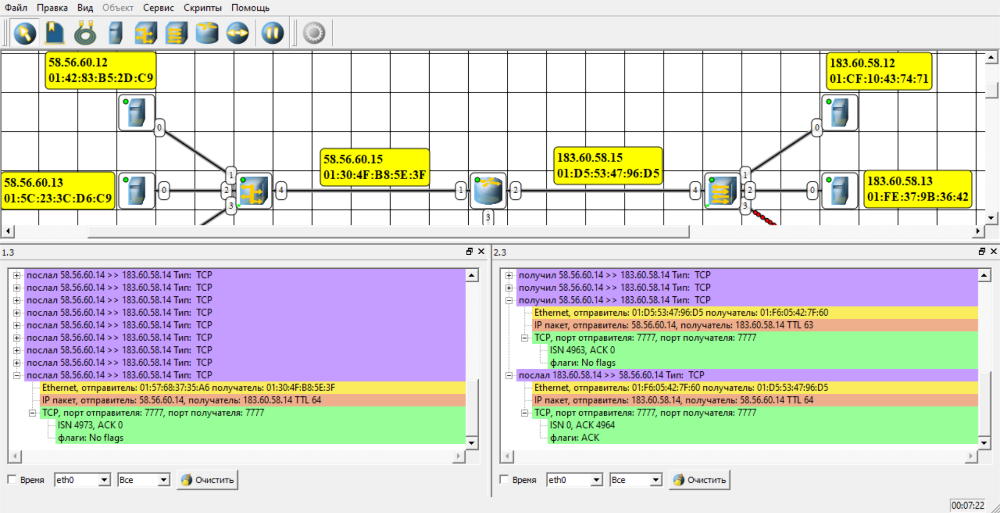 Файл Правка Вид Объект Сервис Скрипты Помощь
58.56.60.12
01:42:83:B5:2D:C9
183.60.58.12
01:CF:10:43:74:71
0
0
58.56.60.15
01:30:4F:B8:5E:3F
183.60.58.15
01:D5:53:47:96:D5
58.56.60.13
01:5C:23:3C:D6:C9
183.60.58.13
01:FE:37:9B:36:42
1
1
0 2 4 1 2 4 2 0
3 3
3
1.3
послал 58.56.60.14 >> 183.60.58.14 Тип: TCP
послал 58.56.60.14 >> 183.60.58.14 Тип: TCP
послал 58.56.60.14 >> 183.60.58.14 Тип: TCP
послал 58.56.60.14 >> 183.60.58.14 Тип: TCP
послал 58.56.60.14 >> 183.60.58.14 Тип: TCP
послал 58.56.60.14 >> 183.60.58.14 Тип: TCP
послал 58.56.60.14 >> 183.60.58.14 Тип: TCP
послал 58.56.60.14 >> 183.60.58.14 Тип: TCP
послал 58.56.60.14 >> 183.60.58.14 Тип: TCP
Ethernet, отправитель: 01:57:68:37:35:A6 получатель: 01:30:4F:B8:5E:3F
IP пакет, отправитель: 58.56.60.14, получатель: 183.60.58.14 TTL 64
TCP, порт отправителя: 7777, порт получателя: 7777
ISN 4973, ACK 0
флаги: No flags
Время eth0 Все Очистить
2.3
получил 58.56.60.14 >> 183.60.58.14 Тип: TCP
получил 58.56.60.14 >> 183.60.58.14 Тип: TCP
получил 58.56.60.14 >> 183.60.58.14 Тип: TCP
Ethernet, отправитель: 01:D5:53:47:96:D5 получатель: 01:F6:05:42:7F:60
IP пакет, отправитель: 58.56.60.14, получатель: 183.60.58.14 TTL 63
TCP, порт отправителя: 7777, порт получателя: 7777
ISN 4963, ACK 0
флаги: No flags
послал 183.60.58.14 >> 58.56.60.14 Тип: TCP
Ethernet, отправитель: 01:F6:05:42:7F:60 получатель: 01:D5:53:47:96:D5
IP пакет, отправитель: 183.60.58.14, получатель: 58.56.60.14 TTL 64
TCP, порт отправителя: 7777, порт получателя: 7777
ISN 0, ACK 4964
флаги: ACK
Время eth0 Все Очистить
00:07:22